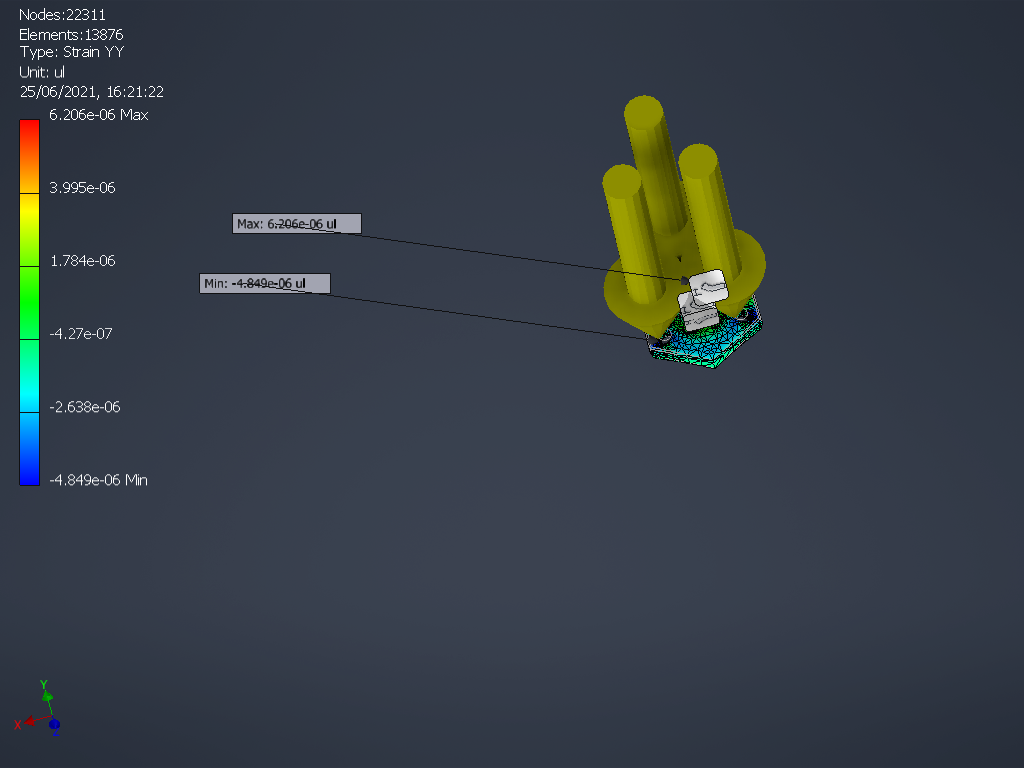 Nodes:22311
Elements:13876
Type: Strain YY
Unit: ul
25/06/2021, 16:21:22
6.206e-06 Max
3.995e-06
1.784e-06
-4.27e-07
-2.638e-06
-4.849e-06 Min
Max: 6.206e-06 ul
Min: -4.849e-06 ul
Y
X
Z